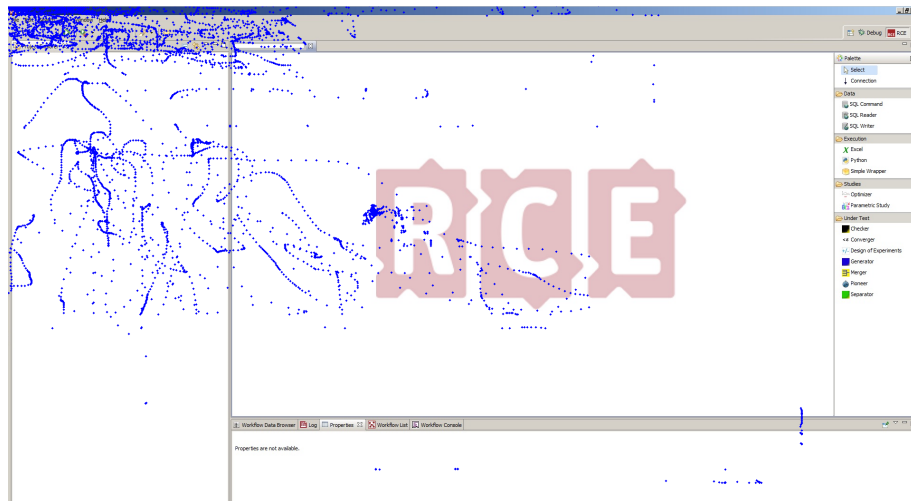 Debug RCE
Palette
Select
Connection
Data
SQL Command
SQL Reader
SQL Writer
Execution
Excel
Python
Simple Wrapper
Studies
Optimizer
Parametric Study
Under Test
Checker
Converger
Design of Experiments
Generator
Merger
Pioneer
Separator
RCE
Workflow Data Browser Log Properties Workflow List Workflow Console
Properties are not available.